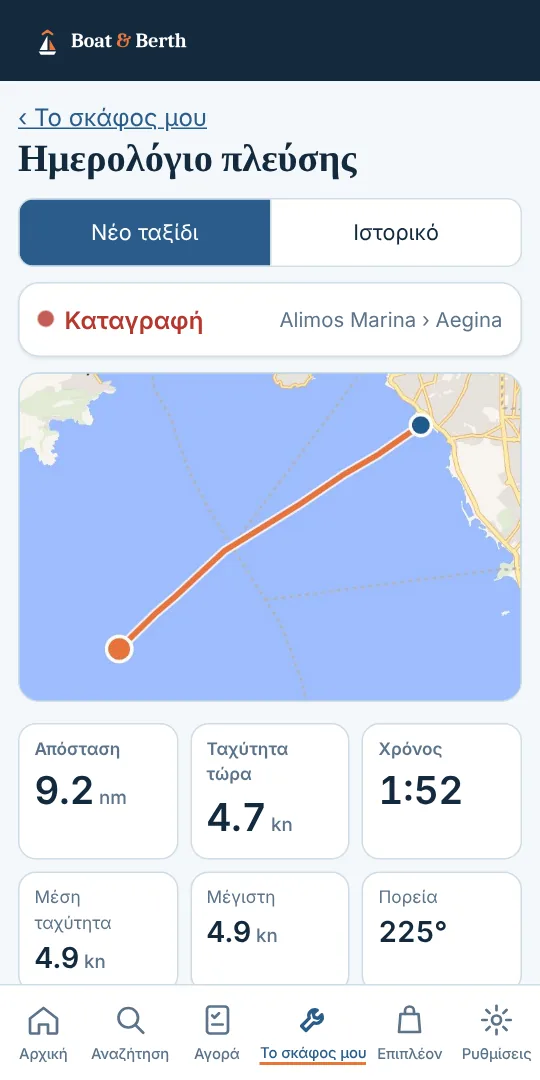 Boat & Berth
‹ Το σκάφος μου
Ημερολόγιο πλεύσης
Νέο ταξίδι
Ιστορικό
Καταγραφή
Alimos Marina › Aegina
Απόσταση
9.2 nm
Ταχύτητα
τώρα
4.7 kn
Χρόνος
1:52
Μέση
ταχύτητα
4.9 kn
Μέγιστη
4.9 kn
Πορεία
225°
Αρχική
Αναζήτηση
Αγορά
Το σκάφος μου
Επιπλέον
Ρυθμίσεις